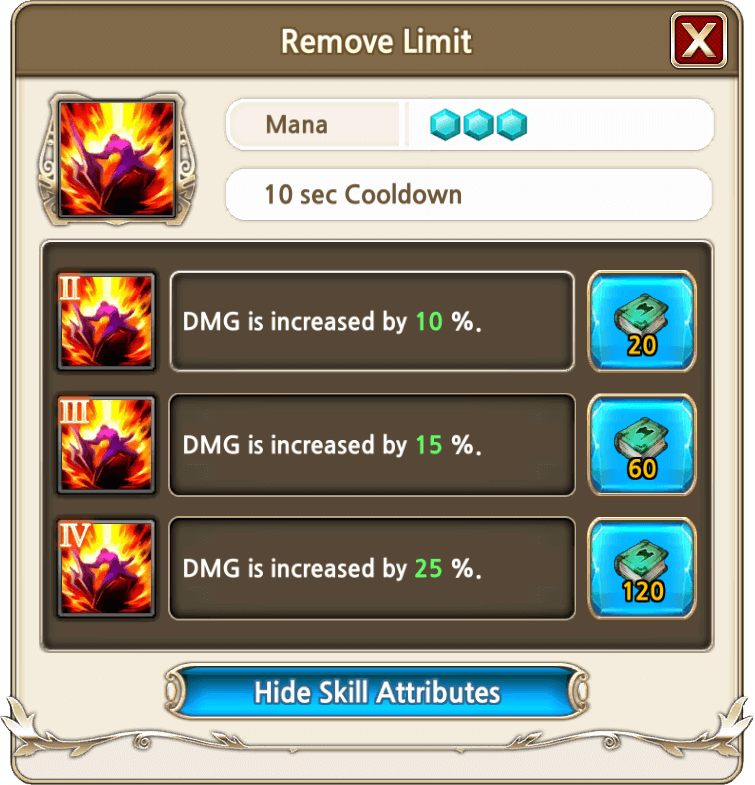 Remove Limit
X
Mana
10 sec Cooldown
II
DMG is increased by 10 %.
20
III
DMG is increased by 15 %.
60
IV
DMG is increased by 25 %.
120
Hide Skill Attributes